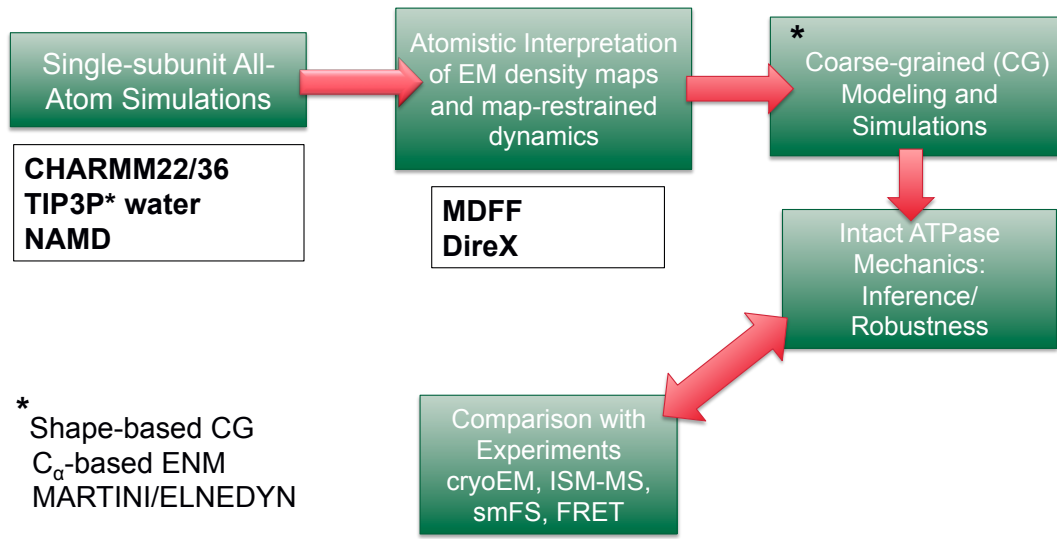 Single-subunit All-
Atom Simulations
Atomistic Interpretation
of EM density maps
and map-restrained
dynamics
*
Coarse-grained (CG)
Modeling and
Simulations
CHARMM22/36
TIP3P* water
NAMD
MDFF
DireX
Intact ATPase
Mechanics:
Inference/
Robustness
Comparison with
Experiments
cryoEM, ISM-MS,
smFS, FRET
*
Shape-based CG
Cα-based ENM
MARTINI/ELNEDYN